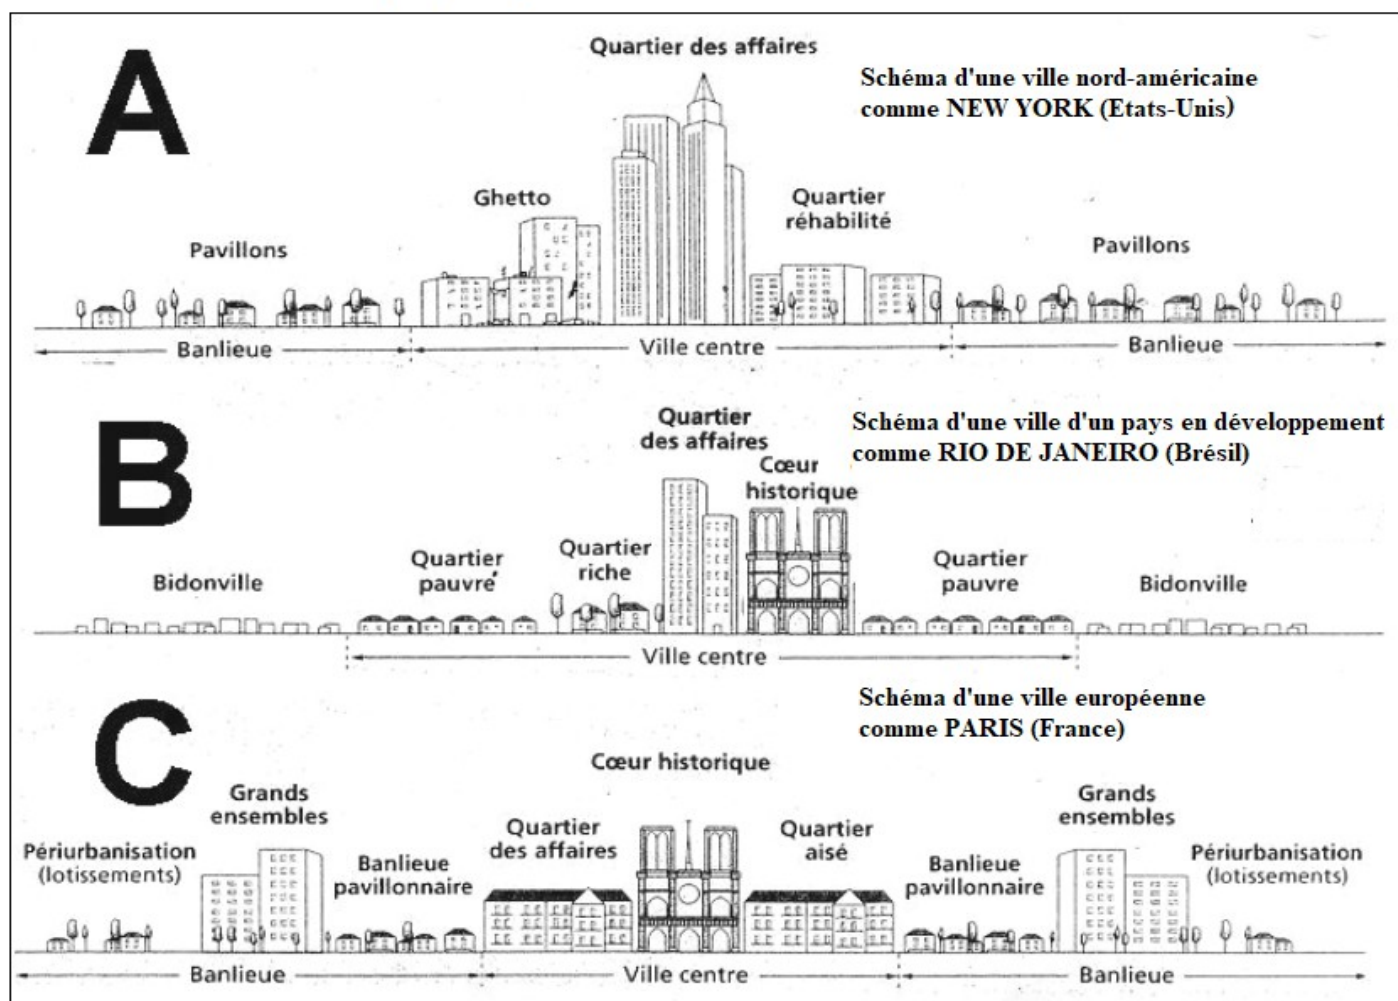 A
Quartier des affaires
Schéma d'une ville nord-américaine
comme NEW YORK (Etats-Unis)
Ghetto
Quartier
réhabilité
Pavillons
Pavillons
Banlieue
Ville centre
Banlieue
B
Quartier
des affaires
Schéma d'une ville d'un pays en développement
comme RIO DE JANEIRO (Brésil)
Cœur
historique
Bidonville
Quartier
pauvre
Quartier
riche
Quartier
pauvre
Bidonville
Ville centre
C
Schéma d'une ville européenne
comme PARIS (France)
Cœur historique
Périurbanisation
(lotissements)
Grands
ensembles
Banlieue
pavillonnaire
Quartier
des affaires
Quartier
aisé
Banlieue
pavillonnaire
Grands
ensembles
Périurbanisation
(lotissements)
Banlieue
Ville centre
Banlieue